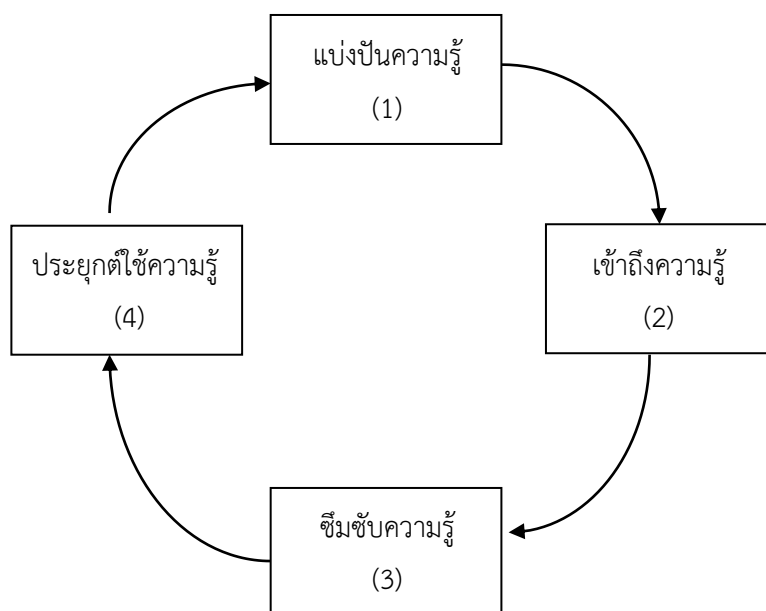 แบ่งปันความรู้
(1)
เข้าถึงความรู้
(2)
ซึมซับความรู้
(3)
ประยุกต์ใช้ความรู้
(4)